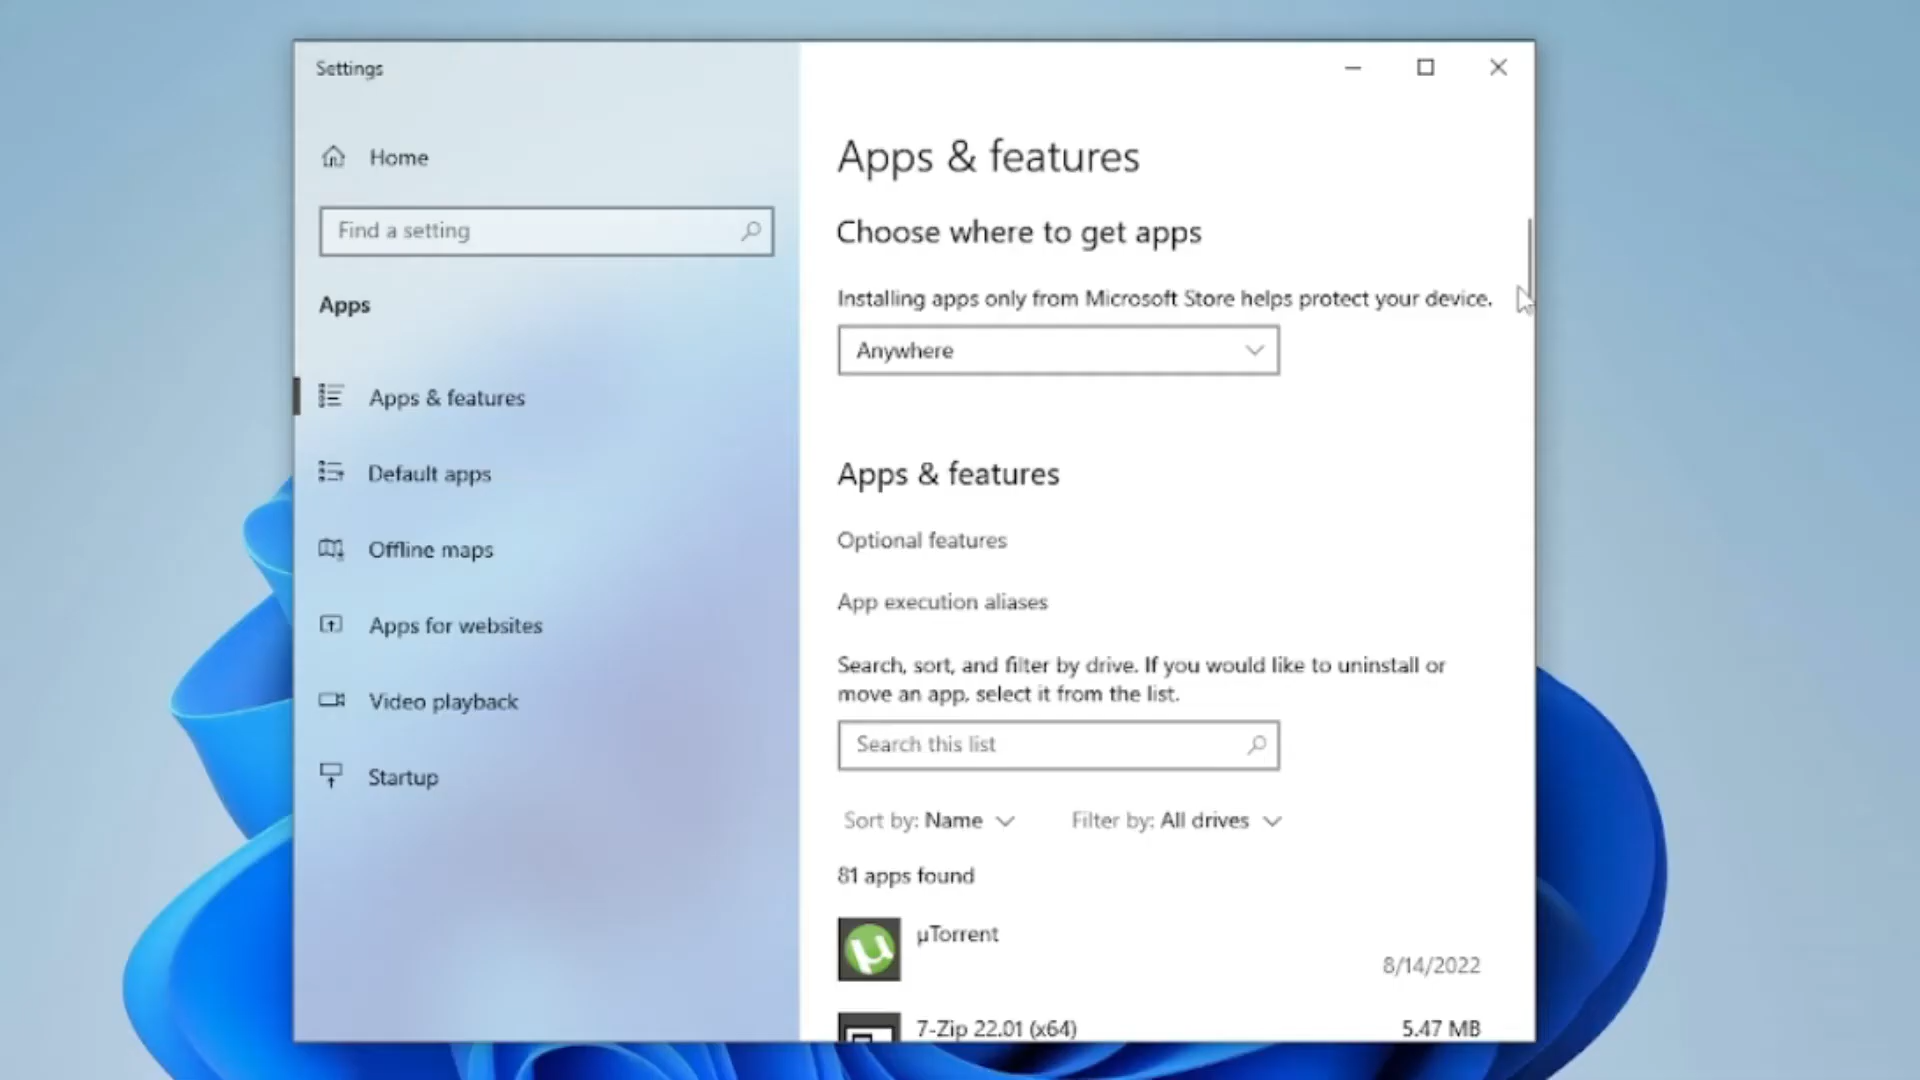 Settings
Home
Find a setting
Apps
Apps & features
Default apps
Offline maps
Apps for websites
Video playback
Startup
Apps & features
Choose where to get apps
Installing apps only from Microsoft Store helps protect your device.
Anywhere
Apps & features
Optional features
App execution aliases
Search, sort, and filter by drive. If you would like to uninstall or
move an app, select it from the list.
Search this list
Sort by: Name Filter by: All drives
81 apps found
µTorrent
8/14/2022
7-Zip 22.01 (x64) 5.47 MB